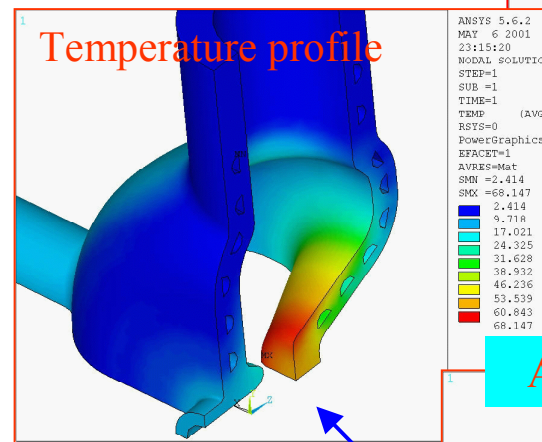 1
Temperature profile
ANSYS 5.6.2
MAY 6 2001
23:15:20
NODAL SOLUTIO
STEP=1
SUB =1
TIME=1
TEMP (AVG
RSYS=0
PowerGraphics
EFACET=1
AVRES=Mat
SMN =2.414
SMX =68.147
2.414
9.718
17.021
24.325
31.628
38.932
46.236
53.539
60.843
68.147
MX
Z
1
A